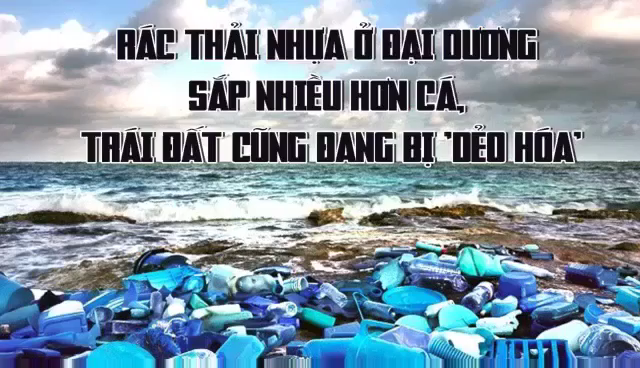 RÁC THẢI NHỰA Ở ĐẠI DƯƠNG
SẮP NHIỀU HƠN CÁ,
TRÁI ĐẤT CŨNG ĐANG BỊ 'DẺO HÓA'